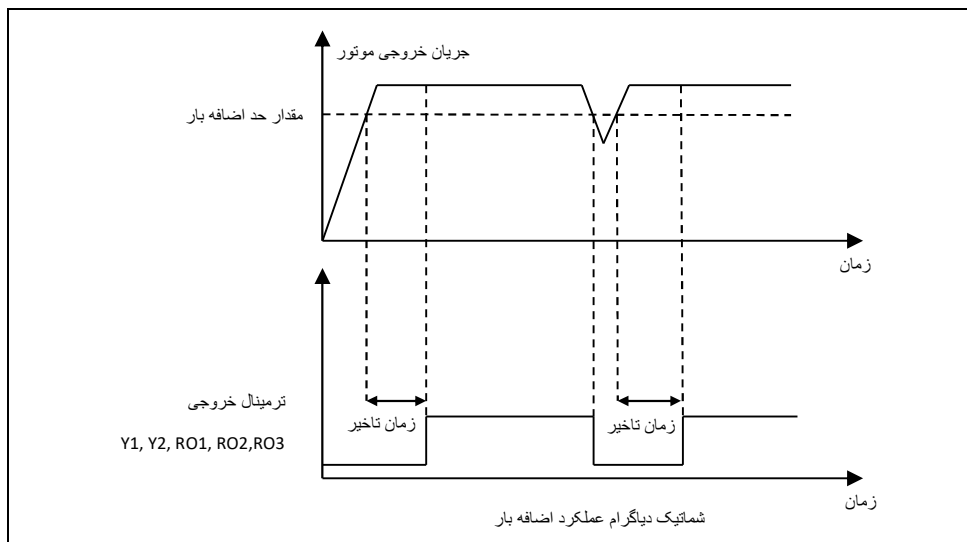 جریان خروجی موتور
مقدار حد اضافه بار
زمان
ترمینال خروجی
زمان تاخیر
زمان تاخیر
Y1, Y2, RO1, RO2,RO3
زمان
شماتیک دیاگرام عملکرد اضافه بار